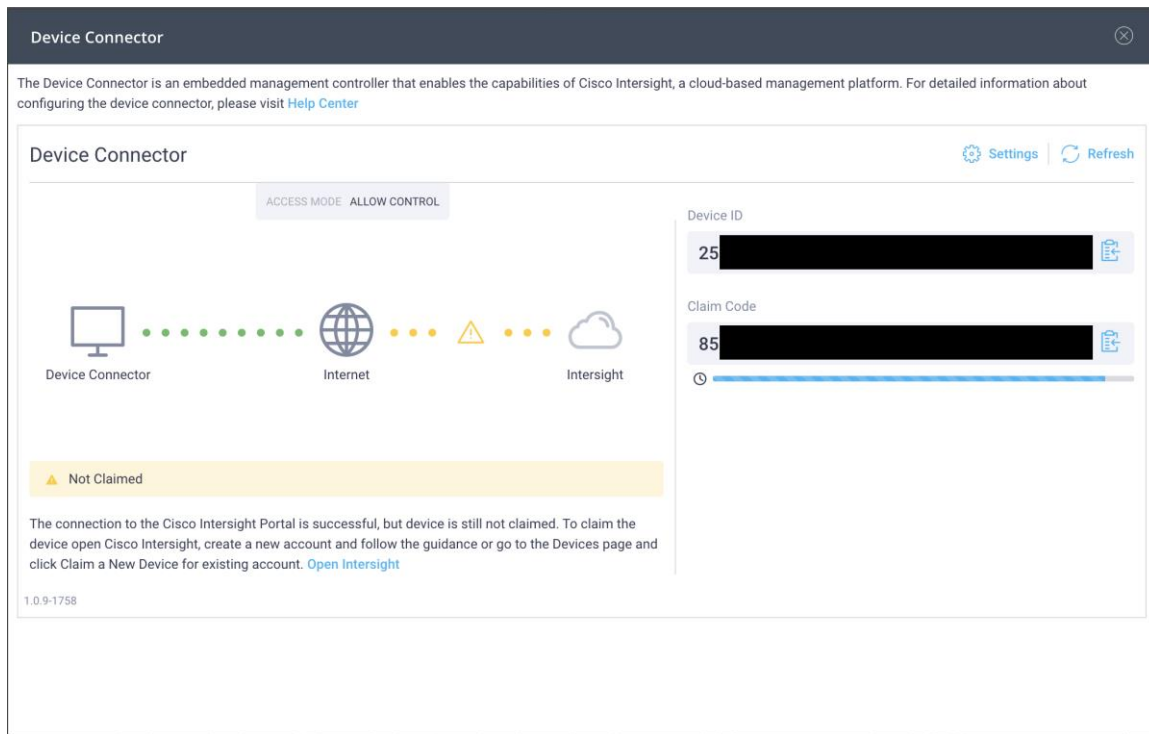 Device Connector
The Device Connector is an embedded management controller that enables the capabilities of Cisco Intersight, a cloud-based management platform. For detailed information about
configuring the device connector, please visit Help Center
Device Connector
Settings
Refresh
ACCESS MODE ALLOW CONTROL
Device Connector
Internet
Intersight
Not Claimed
The connection to the Cisco Intersight Portal is successful, but device is still not claimed. To claim the
device open Cisco Intersight, create a new account and follow the guidance or go to the Devices page and
click Claim a New Device for existing account. Open Intersight
Device ID
25
Claim Code
85
1.0.9-1758